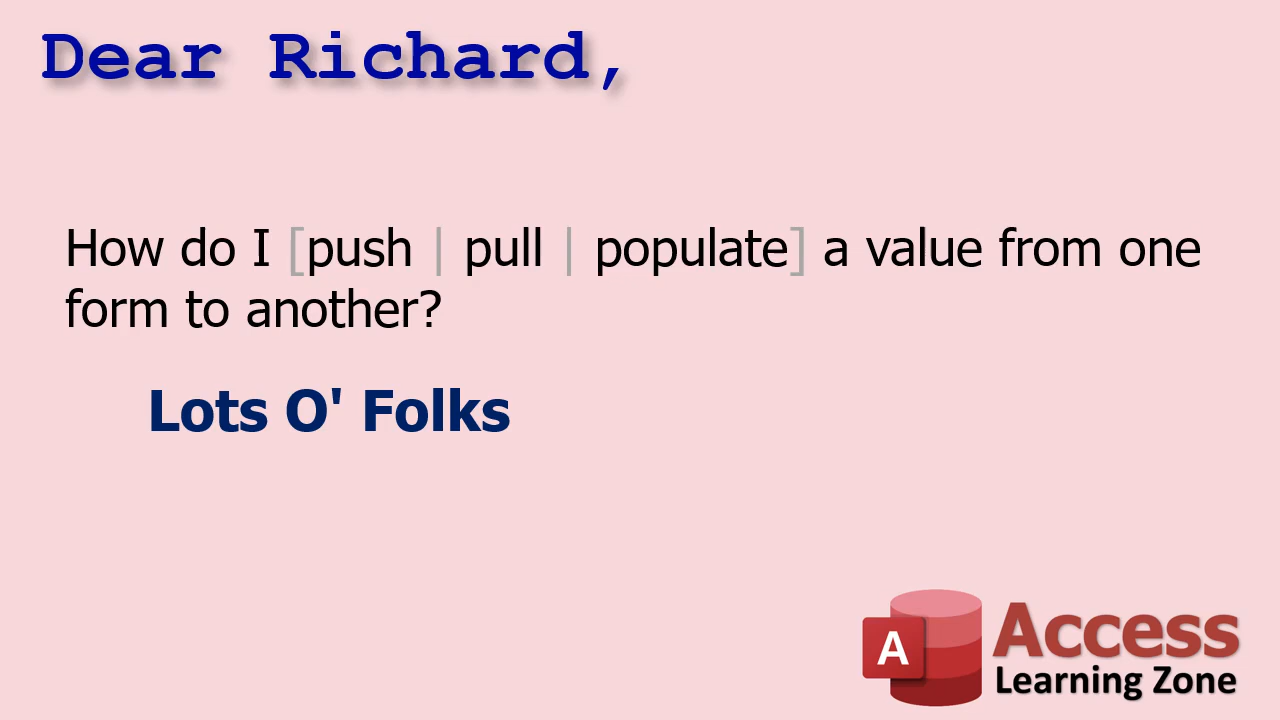 Dear Richard,
How do I [push | pull | populate] a value from one
form to another?
Lots O' Folks
A
Access
Learning Zone